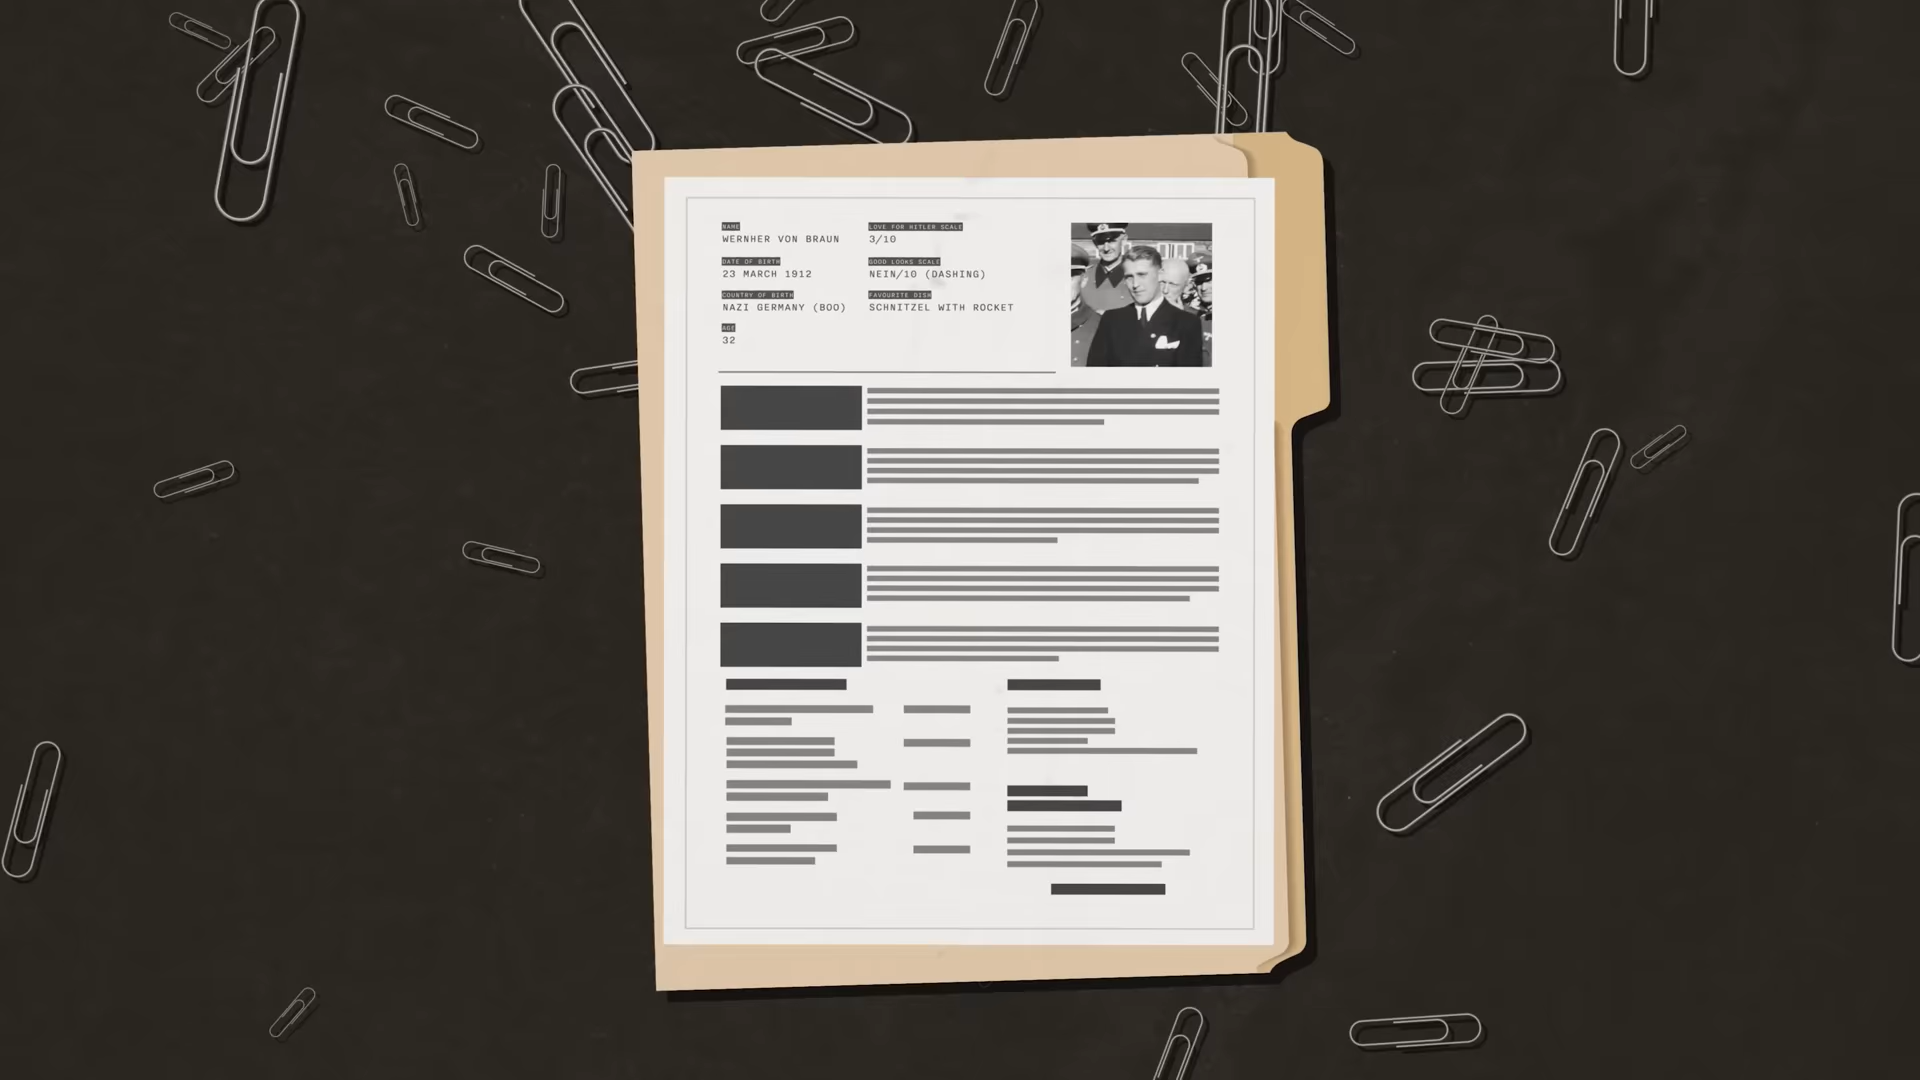 NAME
WERNHER VON BRAUN
DATE OF BIRTH
23 MARCH 1912
COUNTRY OF BIRTH
NAZI GERMANY (BOO)
AGE
32
LOVE FOR HITLER SCALE
3/10
GOOD LOOKS SCALE
NEIN/10 (DASHING)
FAVOURITE DISH
SCHNITZEL WITH ROCKET